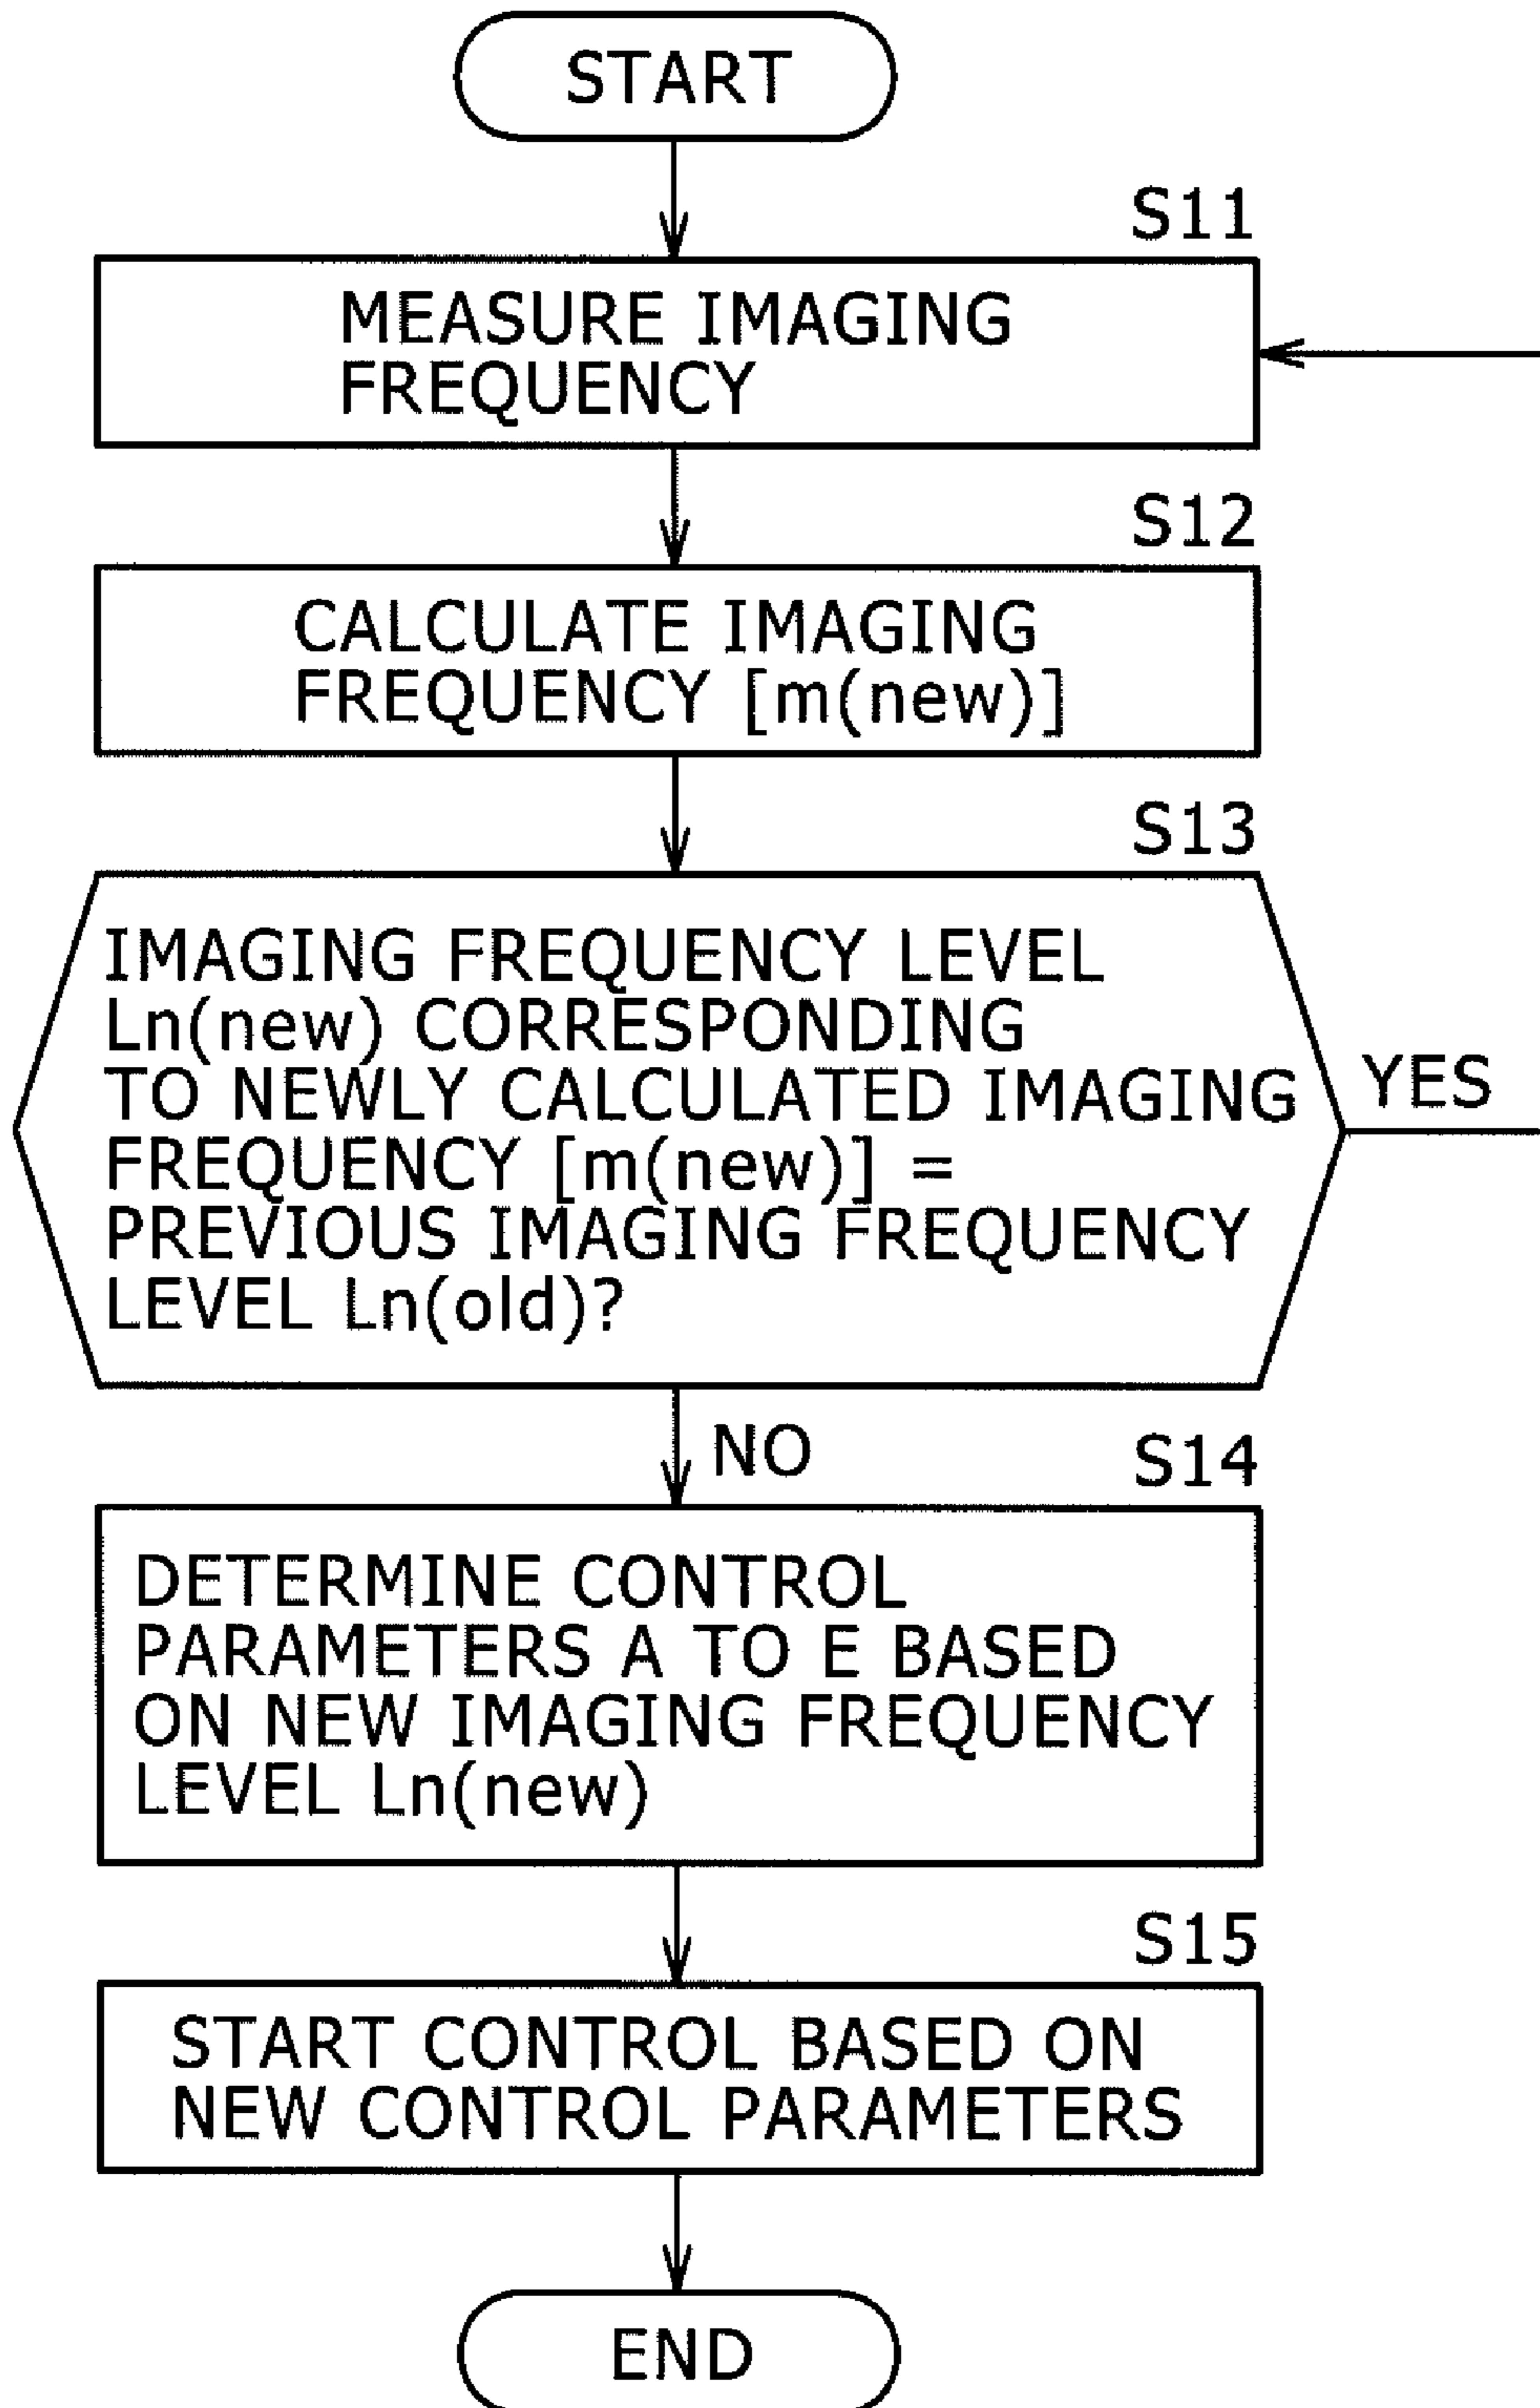 START
S11
MEASURE IMAGING
FREQUENCY
S12
CALCULATE IMAGING
FREQUENCY [m(new)]
S13
IMAGING FREQUENCY LEVEL
Ln(new) CORRESPONDING
TO NEWLY CALCULATED IMAGING
FREQUENCY [m(new)] =
PREVIOUS IMAGING FREQUENCY
LEVEL Ln(old)?
YES
NO
S14
DETERMINE CONTROL
PARAMETERS A TO E BASED
ON NEW IMAGING FREQUENCY
LEVEL Ln(new)
S15
START CONTROL BASED ON
NEW CONTROL PARAMETERS
END